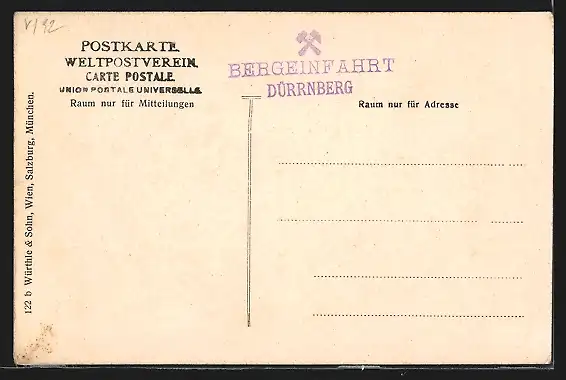 V/92
POSTKARTE.
WELTPOSTVEREIN.
CARTE POSTALE.
UNION POSTALE UNIVERSELLE.
Raum nur für Mitteilungen
BERGEINFAHRT
DÜRRNBERG
Raum nur für Adresse
122 b Würthle & Sohn, Wien, Salzburg, München.